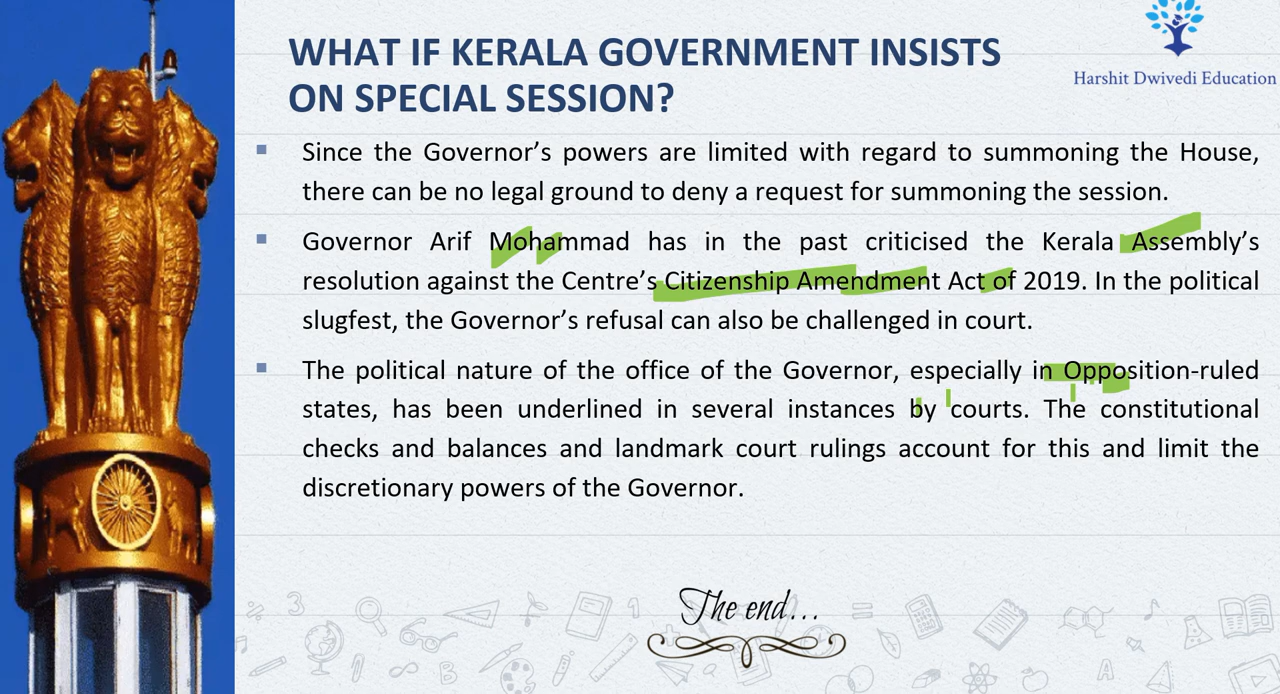 WHAT IF KERALA GOVERNMENT INSISTS
ON SPECIAL SESSION?
Harshit Dwivedi Education
Since the Governor’s powers are limited with regard to summoning the House,
there can be no legal ground to deny a request for summoning the session.
Governor Arif Mohammad has in the past criticised the Kerala Assembly’s
resolution against the Centre’s Citizenship Amendment Act of 2019. In the political
slugfest, the Governor’s refusal can also be challenged in court.
The political nature of the office of the Governor, especially in Opposition-ruled
states, has been underlined in several instances by courts. The constitutional
checks and balances and landmark court rulings account for this and limit the
discretionary powers of the Governor.
The end...